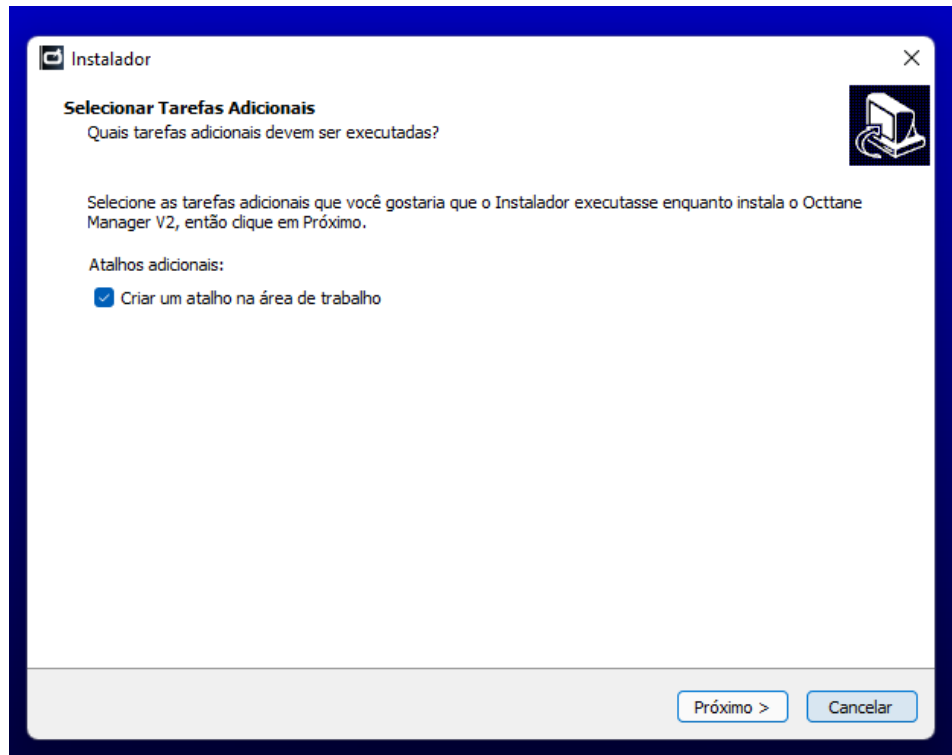 Instalador
Selecionar Tarefas Adicionais
Quais tarefas adicionais devem ser executadas?
Selecione as tarefas adicionais que você gostaria que o Instalador executasse enquanto instala o Octtane
Manager V2, então clique em Próximo.
Atalhos adicionais:
Criar um atalho na área de trabalho
Próximo >
Cancelar